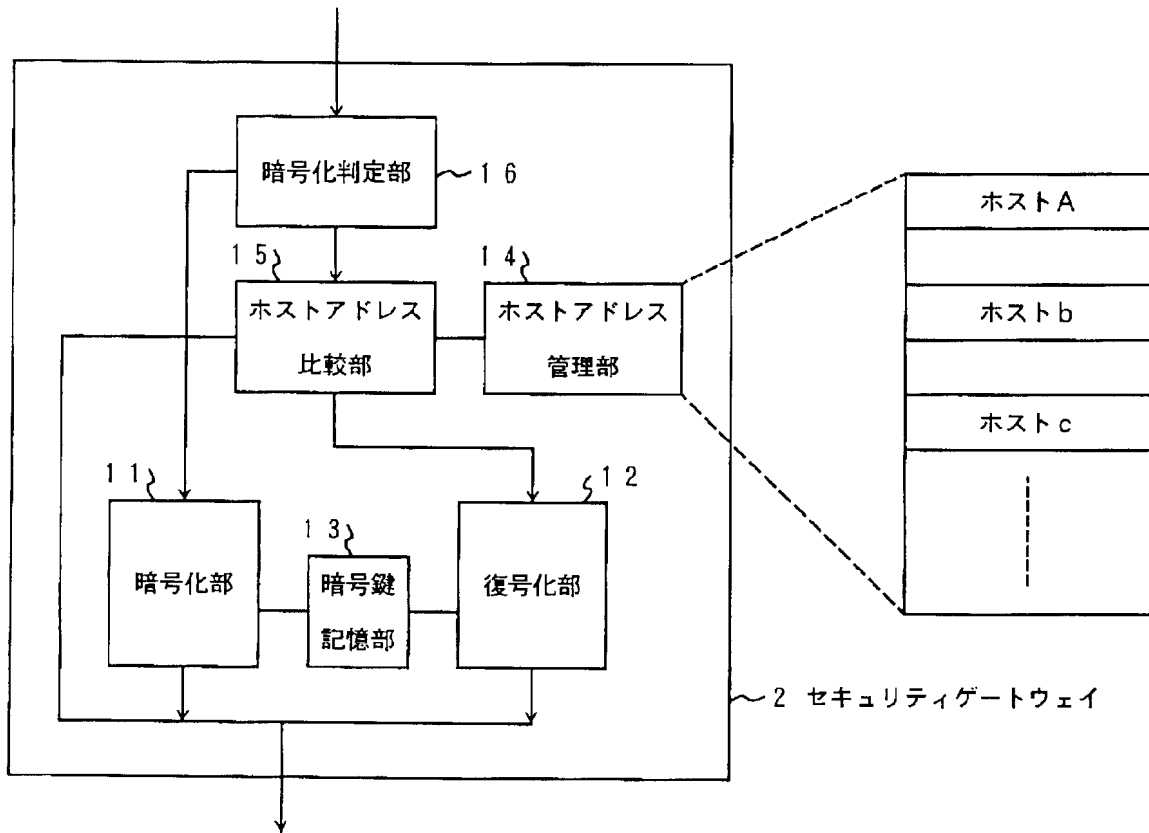 暗号化判定部
16
15
ホストアドレス
比較部
14
ホストアドレス
管理部
ホストA
ホストb
ホストc
11
暗号化部
13
暗号鍵
記憶部
12
復号化部
2 セキュリティゲートウェイ